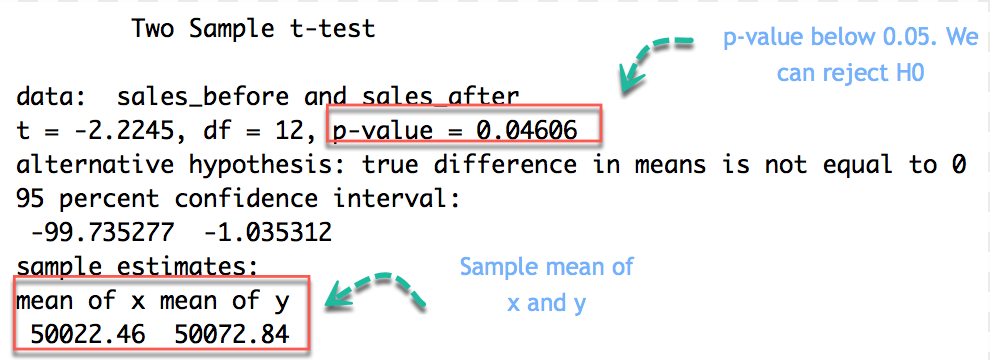 Two Sample t-test
p-value below 0.05. We
can reject H0
data:  sales_before and sales_after
t = -2.2245, df = 12, p-value = 0.04606
alternative hypothesis: true difference in means is not equal to 0
95 percent confidence interval:
-99.735277  -1.035312
sample estimates:
mean of x mean of y
50022.46  50072.84
Sample mean of
x and y